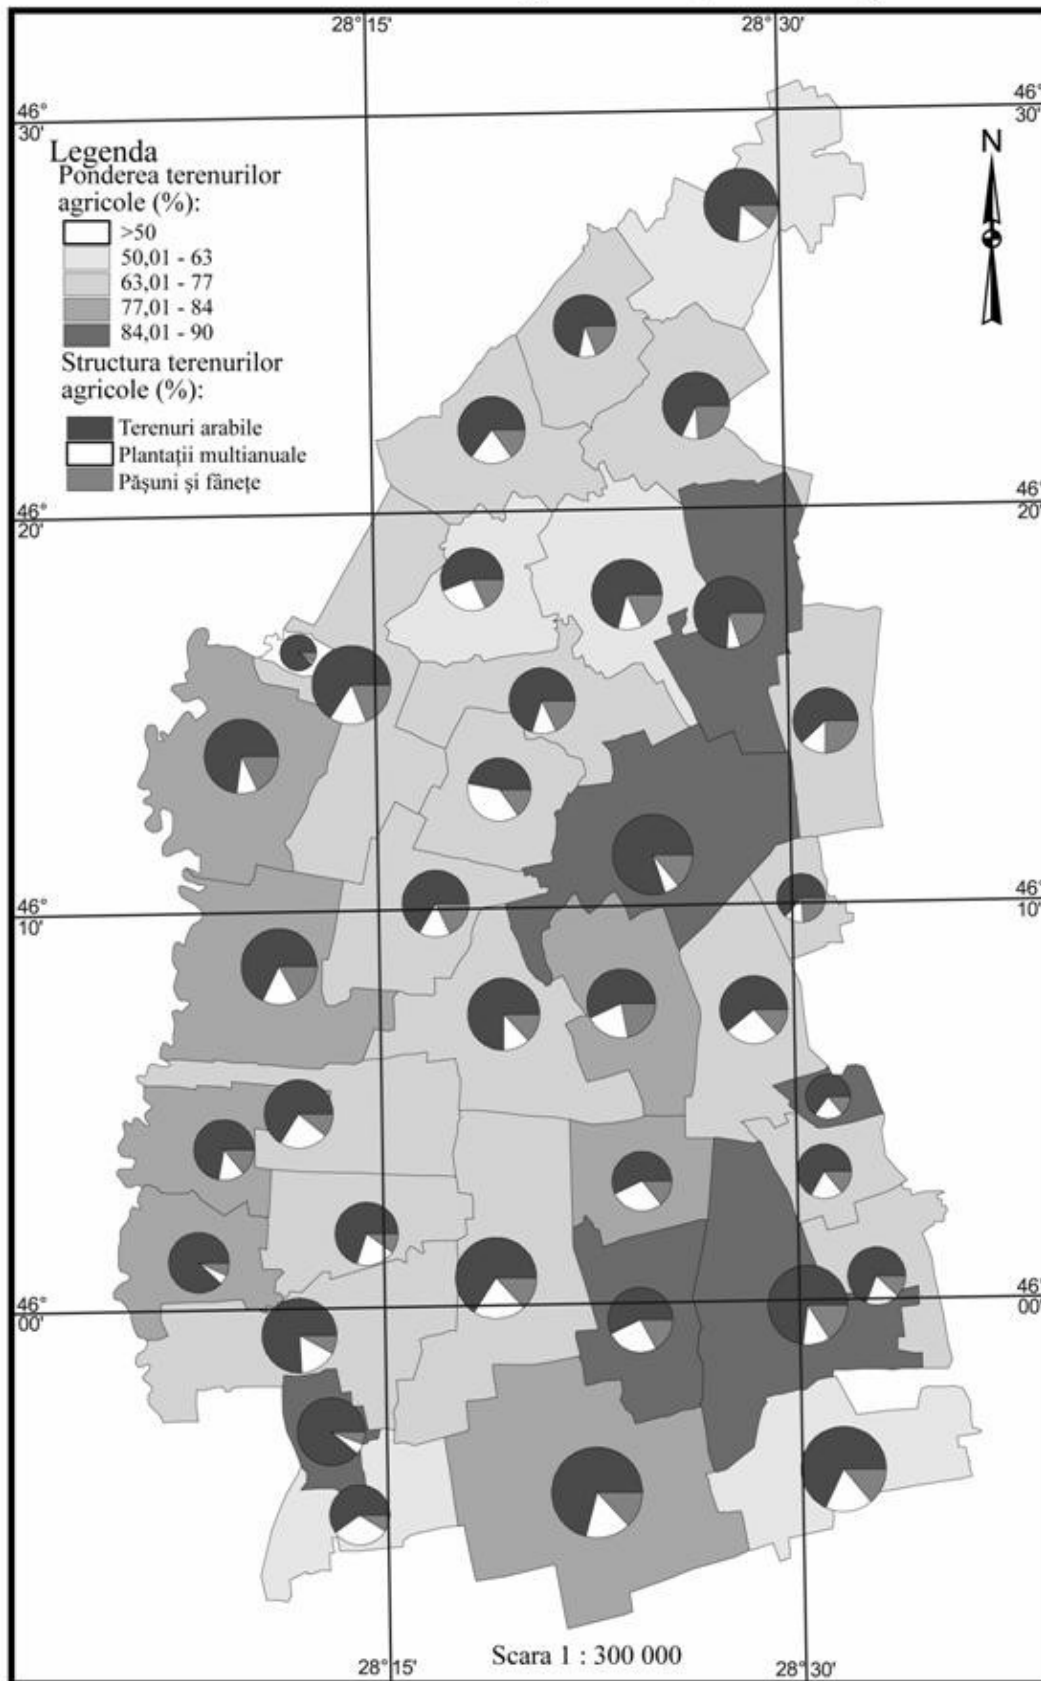 28° 15'
28° 30'
46°
30'
46°
30'
Legenda
Ponderea terenurilor
agricole (%):
>50
50,01 - 63
63,01 - 77
77,01 - 84
84,01 - 90
Structura terenurilor
agricole (%):
Terenuri arabile
Plantații multianuale
Pășuni și fânețe
N
46°
20'
46°
20'
46°
10'
46°
10'
46°
00'
46°
00'
Scara 1 : 300 000
28° 15'
28° 30'